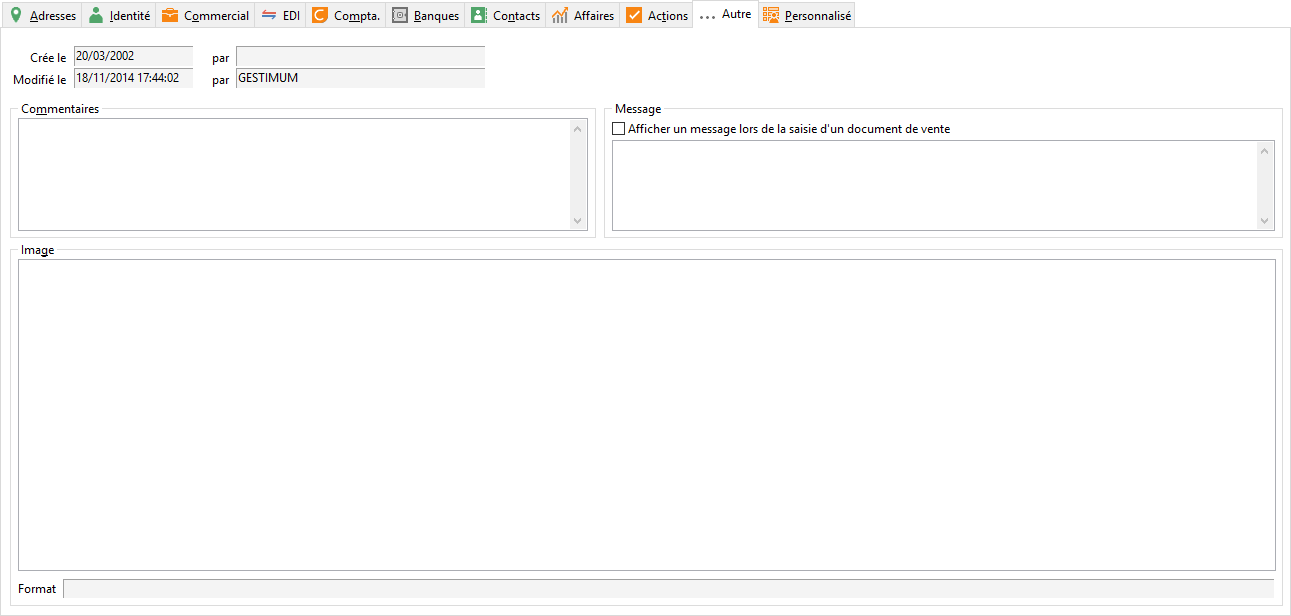 Adresses Identité Commercial EDI Compta. Banques Contacts Affaires Actions ... Autre Personnalisé
Crée le 20/03/2002 par
Modifié le 18/11/2014 17:44:02 par GESTIMUM
Commentaires
Message
Afficher un message lors de la saisie d'un document de vente
Image
Format